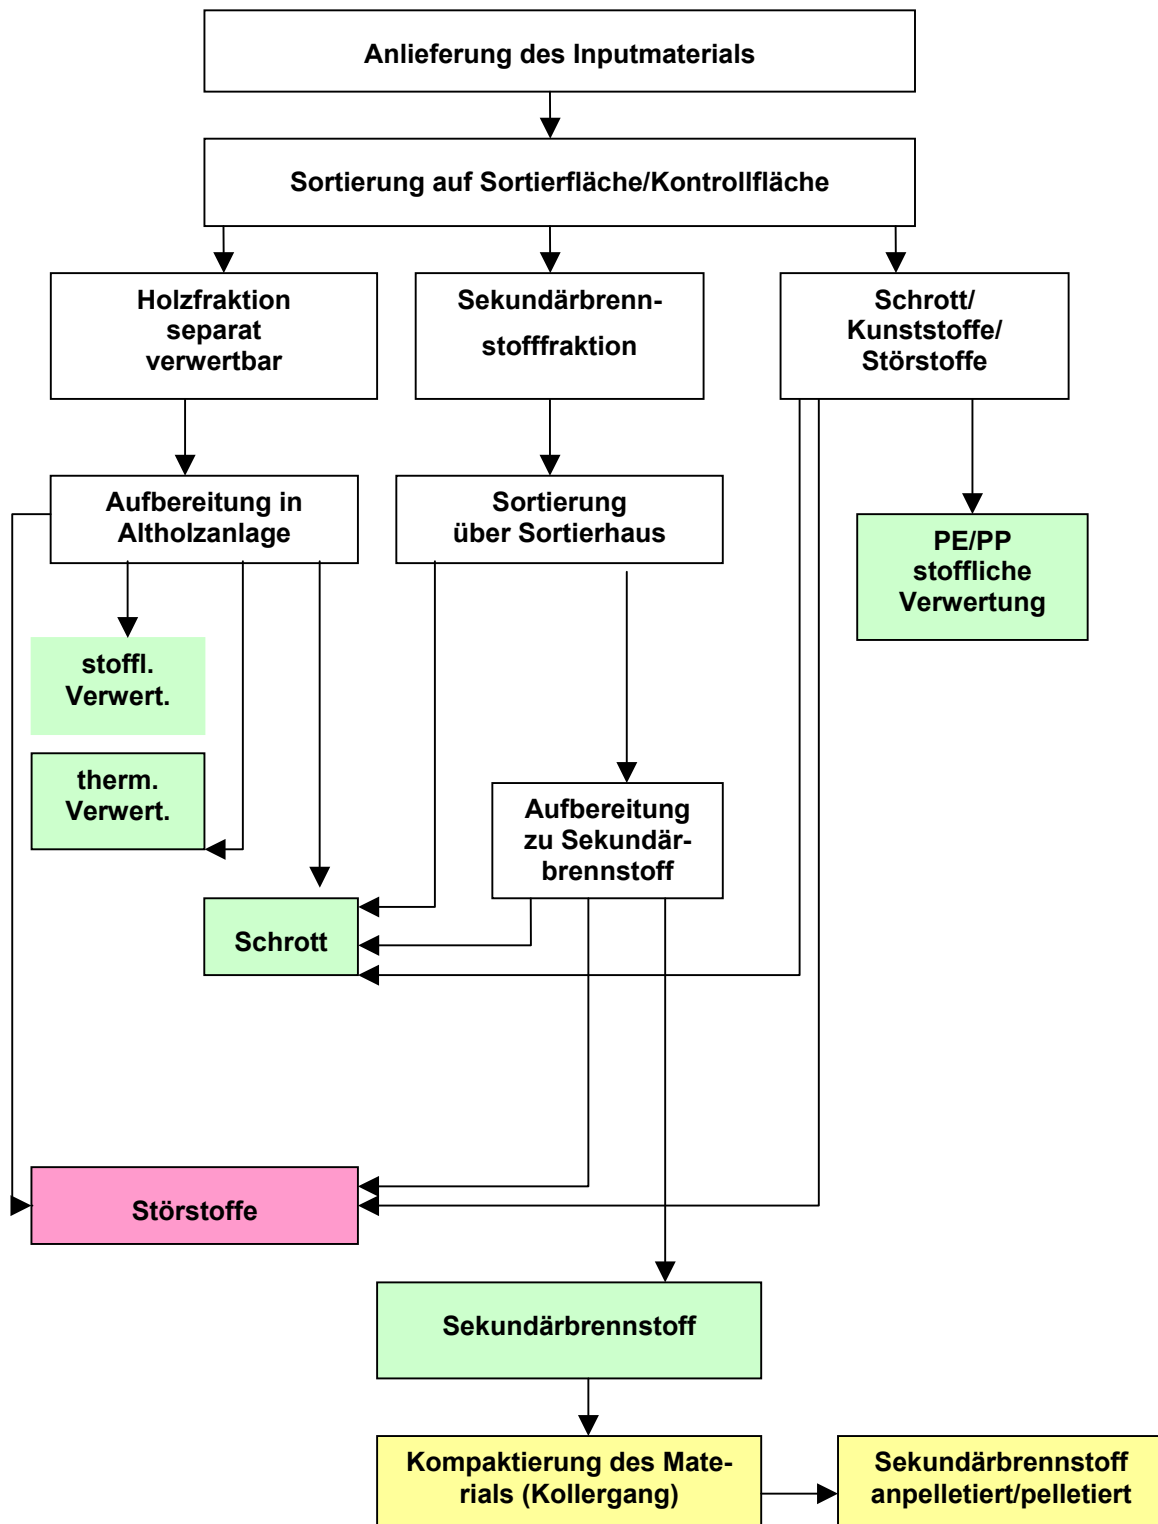 Anlieferung des Inputmaterials
Sortierung auf Sortierfläche/Kontrollfläche
Holzfraktion
separat
verwertbar
Sekundärbrenn-
stofffraktion
Schrott/
Kunststoffe/
Störstoffe
Aufbereitung in
Altholzanlage
Sortierung
über Sortierhaus
PE/PP
stoffliche
Verwertung
stoffl.
Verwert.
therm.
Verwert.
Aufbereitung
zu Sekundär-
brennstoff
Schrott
Störstoffe
Sekundärbrennstoff
Kompaktierung des Mate-
rials (Kollergang)
Sekundärbrennstoff
anpelletiert/pelletiert